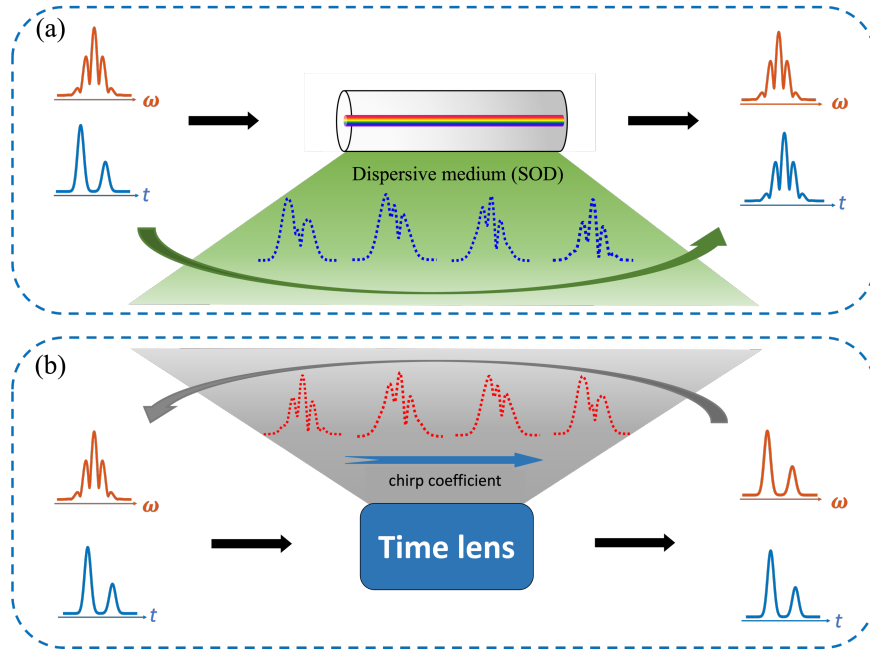 (a)
ω
ω
t
t
Dispersive medium (SOD)
(b)
chirp coefficient
ω
ω
Time lens
t
t